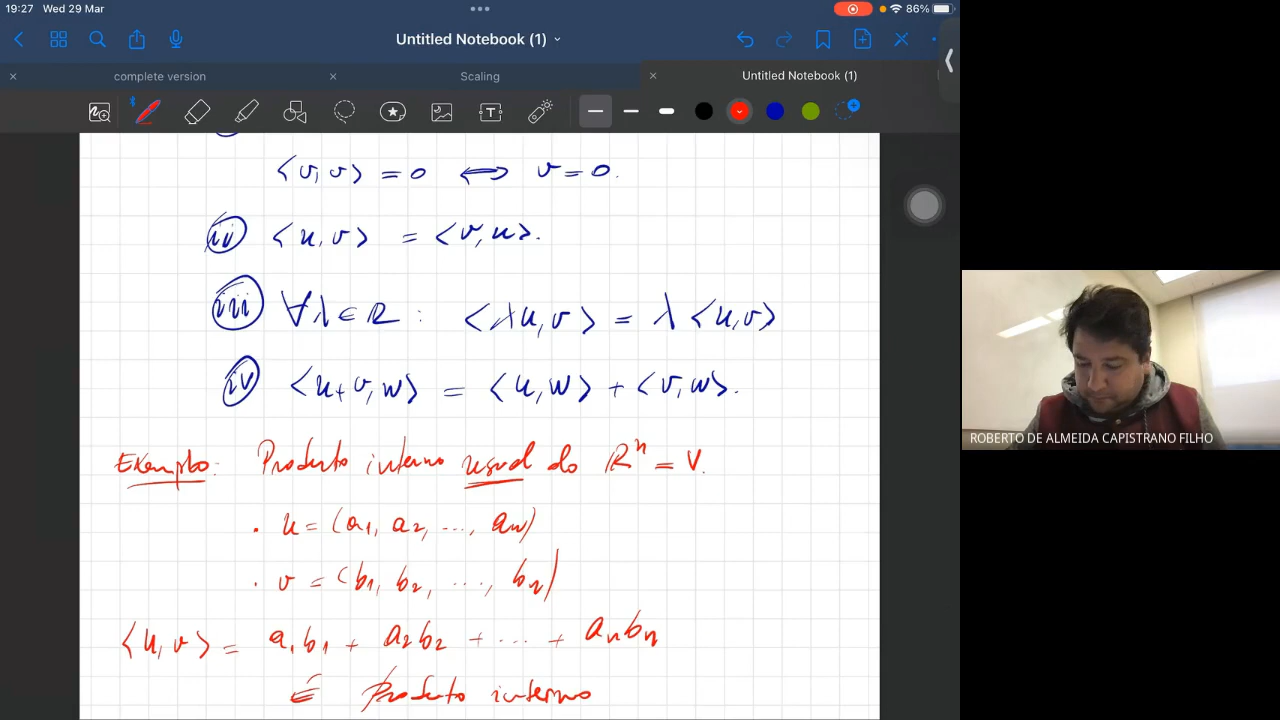 19:27 Wed 29 Mar
86%
Untitled Notebook (1)
complete version
Scaling
Untitled Notebook (1)
⟨v,v⟩ = 0 ⟺ v = 0.
ii ⟨u,v⟩ = ⟨v,u⟩.
iii ∀λ∈ℝ : ⟨λu,v⟩ = λ⟨u,v⟩
iv ⟨u+v,w⟩ = ⟨u,w⟩ + ⟨v,w⟩.
Exemplo: Produto interno usual do ℝⁿ = V.
· u = (a₁, a₂, ..., aₙ)
· v = (b₁, b₂, ..., bₙ)
⟨u,v⟩ = a₁b₁ + a₂b₂ + ... + aₙbₙ
É Produto interno
ROBERTO DE ALMEIDA CAPISTRANO FILHO